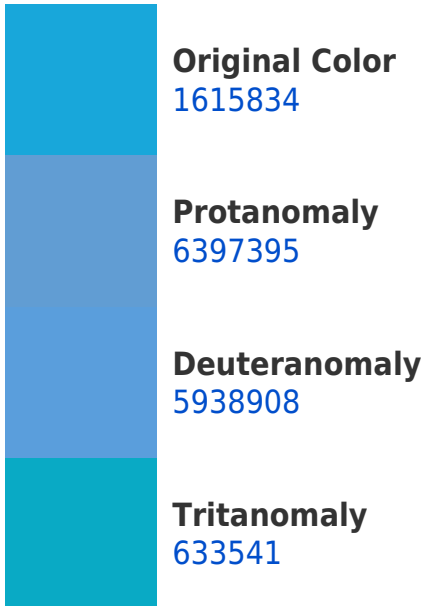 Original Color
1615834
Protanomaly
6397395
Deuteranomaly
5938908
Tritanomaly
633541